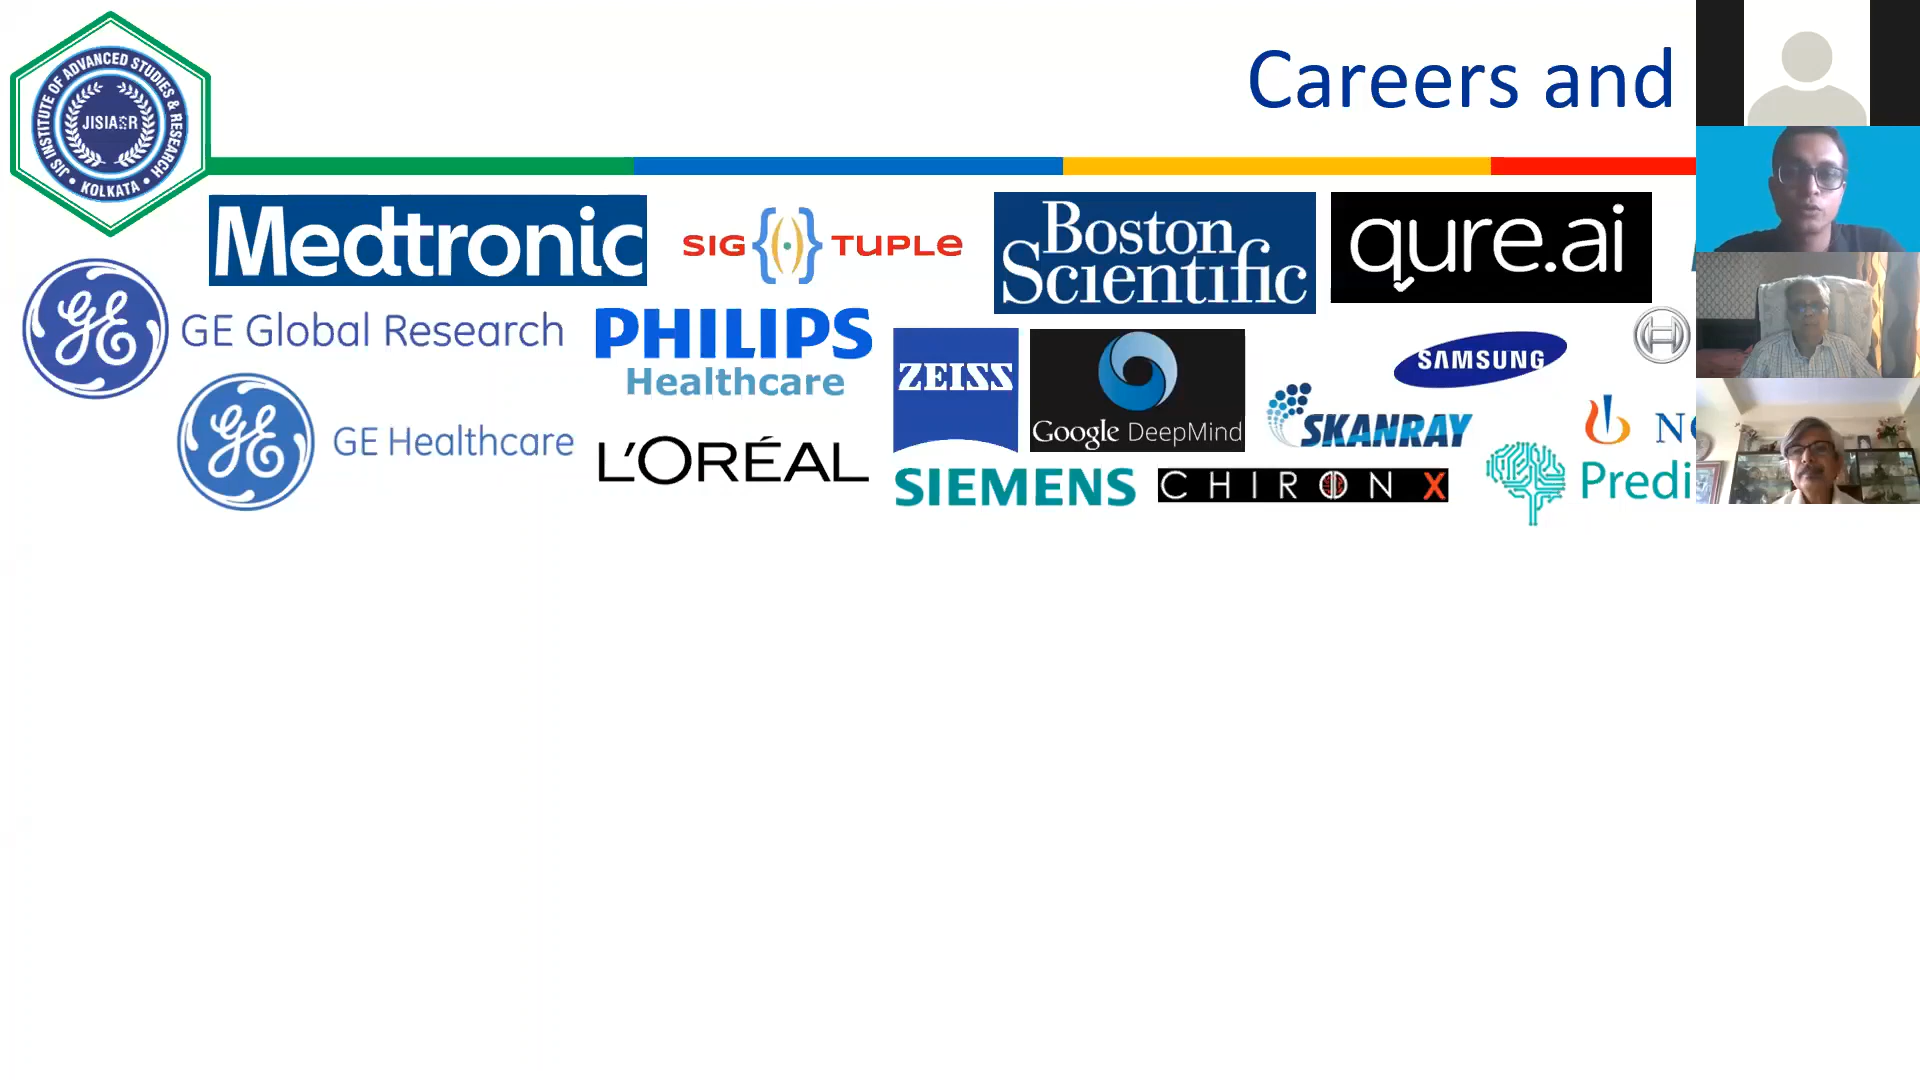 Careers and
JIS INSTITUTE OF ADVANCED STUDIES & RESEARCH
JISIASR
• KOLKATA •
Medtronic
SIG{(·)}TUPLE
Boston
Scientific
qure.ai
GE Global Research
PHILIPS
Healthcare
ZEISS
Google DeepMind
SAMSUNG
SKANRAY
GE Healthcare
L'ORÉAL
SIEMENS
CHIRON X
Predi